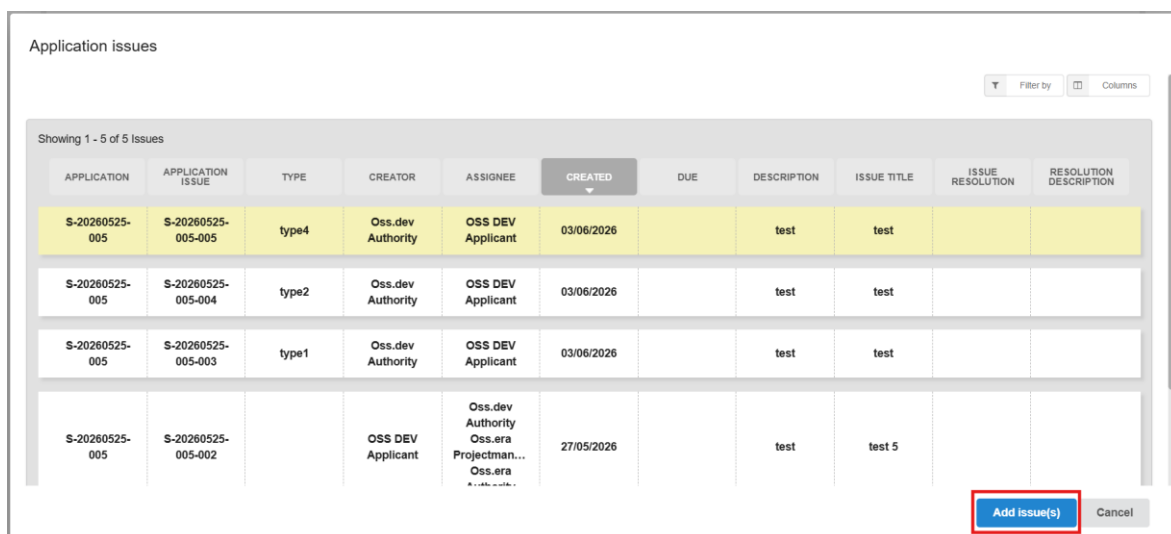 Application issues
Filter by Columns
Showing 1 - 5 of 5 Issues
APPLICATION APPLICATION ISSUE TYPE CREATOR ASSIGNEE CREATED DUE DESCRIPTION ISSUE TITLE ISSUE RESOLUTION RESOLUTION DESCRIPTION
S-20260525-005 S-20260525-005-005 type4 Oss.dev Authority OSS DEV Applicant 03/06/2026 test test
S-20260525-005 S-20260525-005-004 type2 Oss.dev Authority OSS DEV Applicant 03/06/2026 test test
S-20260525-005 S-20260525-005-003 type1 Oss.dev Authority OSS DEV Applicant 03/06/2026 test test
S-20260525-005 S-20260525-005-002 OSS DEV Applicant Oss.dev Authority Oss.era Projectman... Oss.era 27/05/2026 test test 5
Add issue(s) Cancel